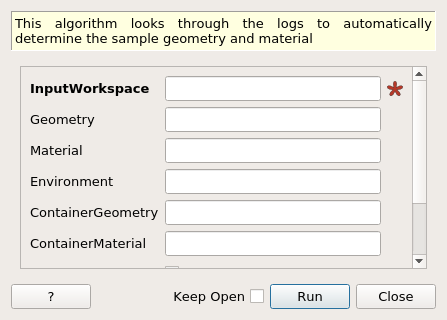 This algorithm looks through the logs to automatically
determine the sample geometry and material
InputWorkspace
Geometry
Material
Environment
ContainerGeometry
ContainerMaterial
? Keep Open Run Close